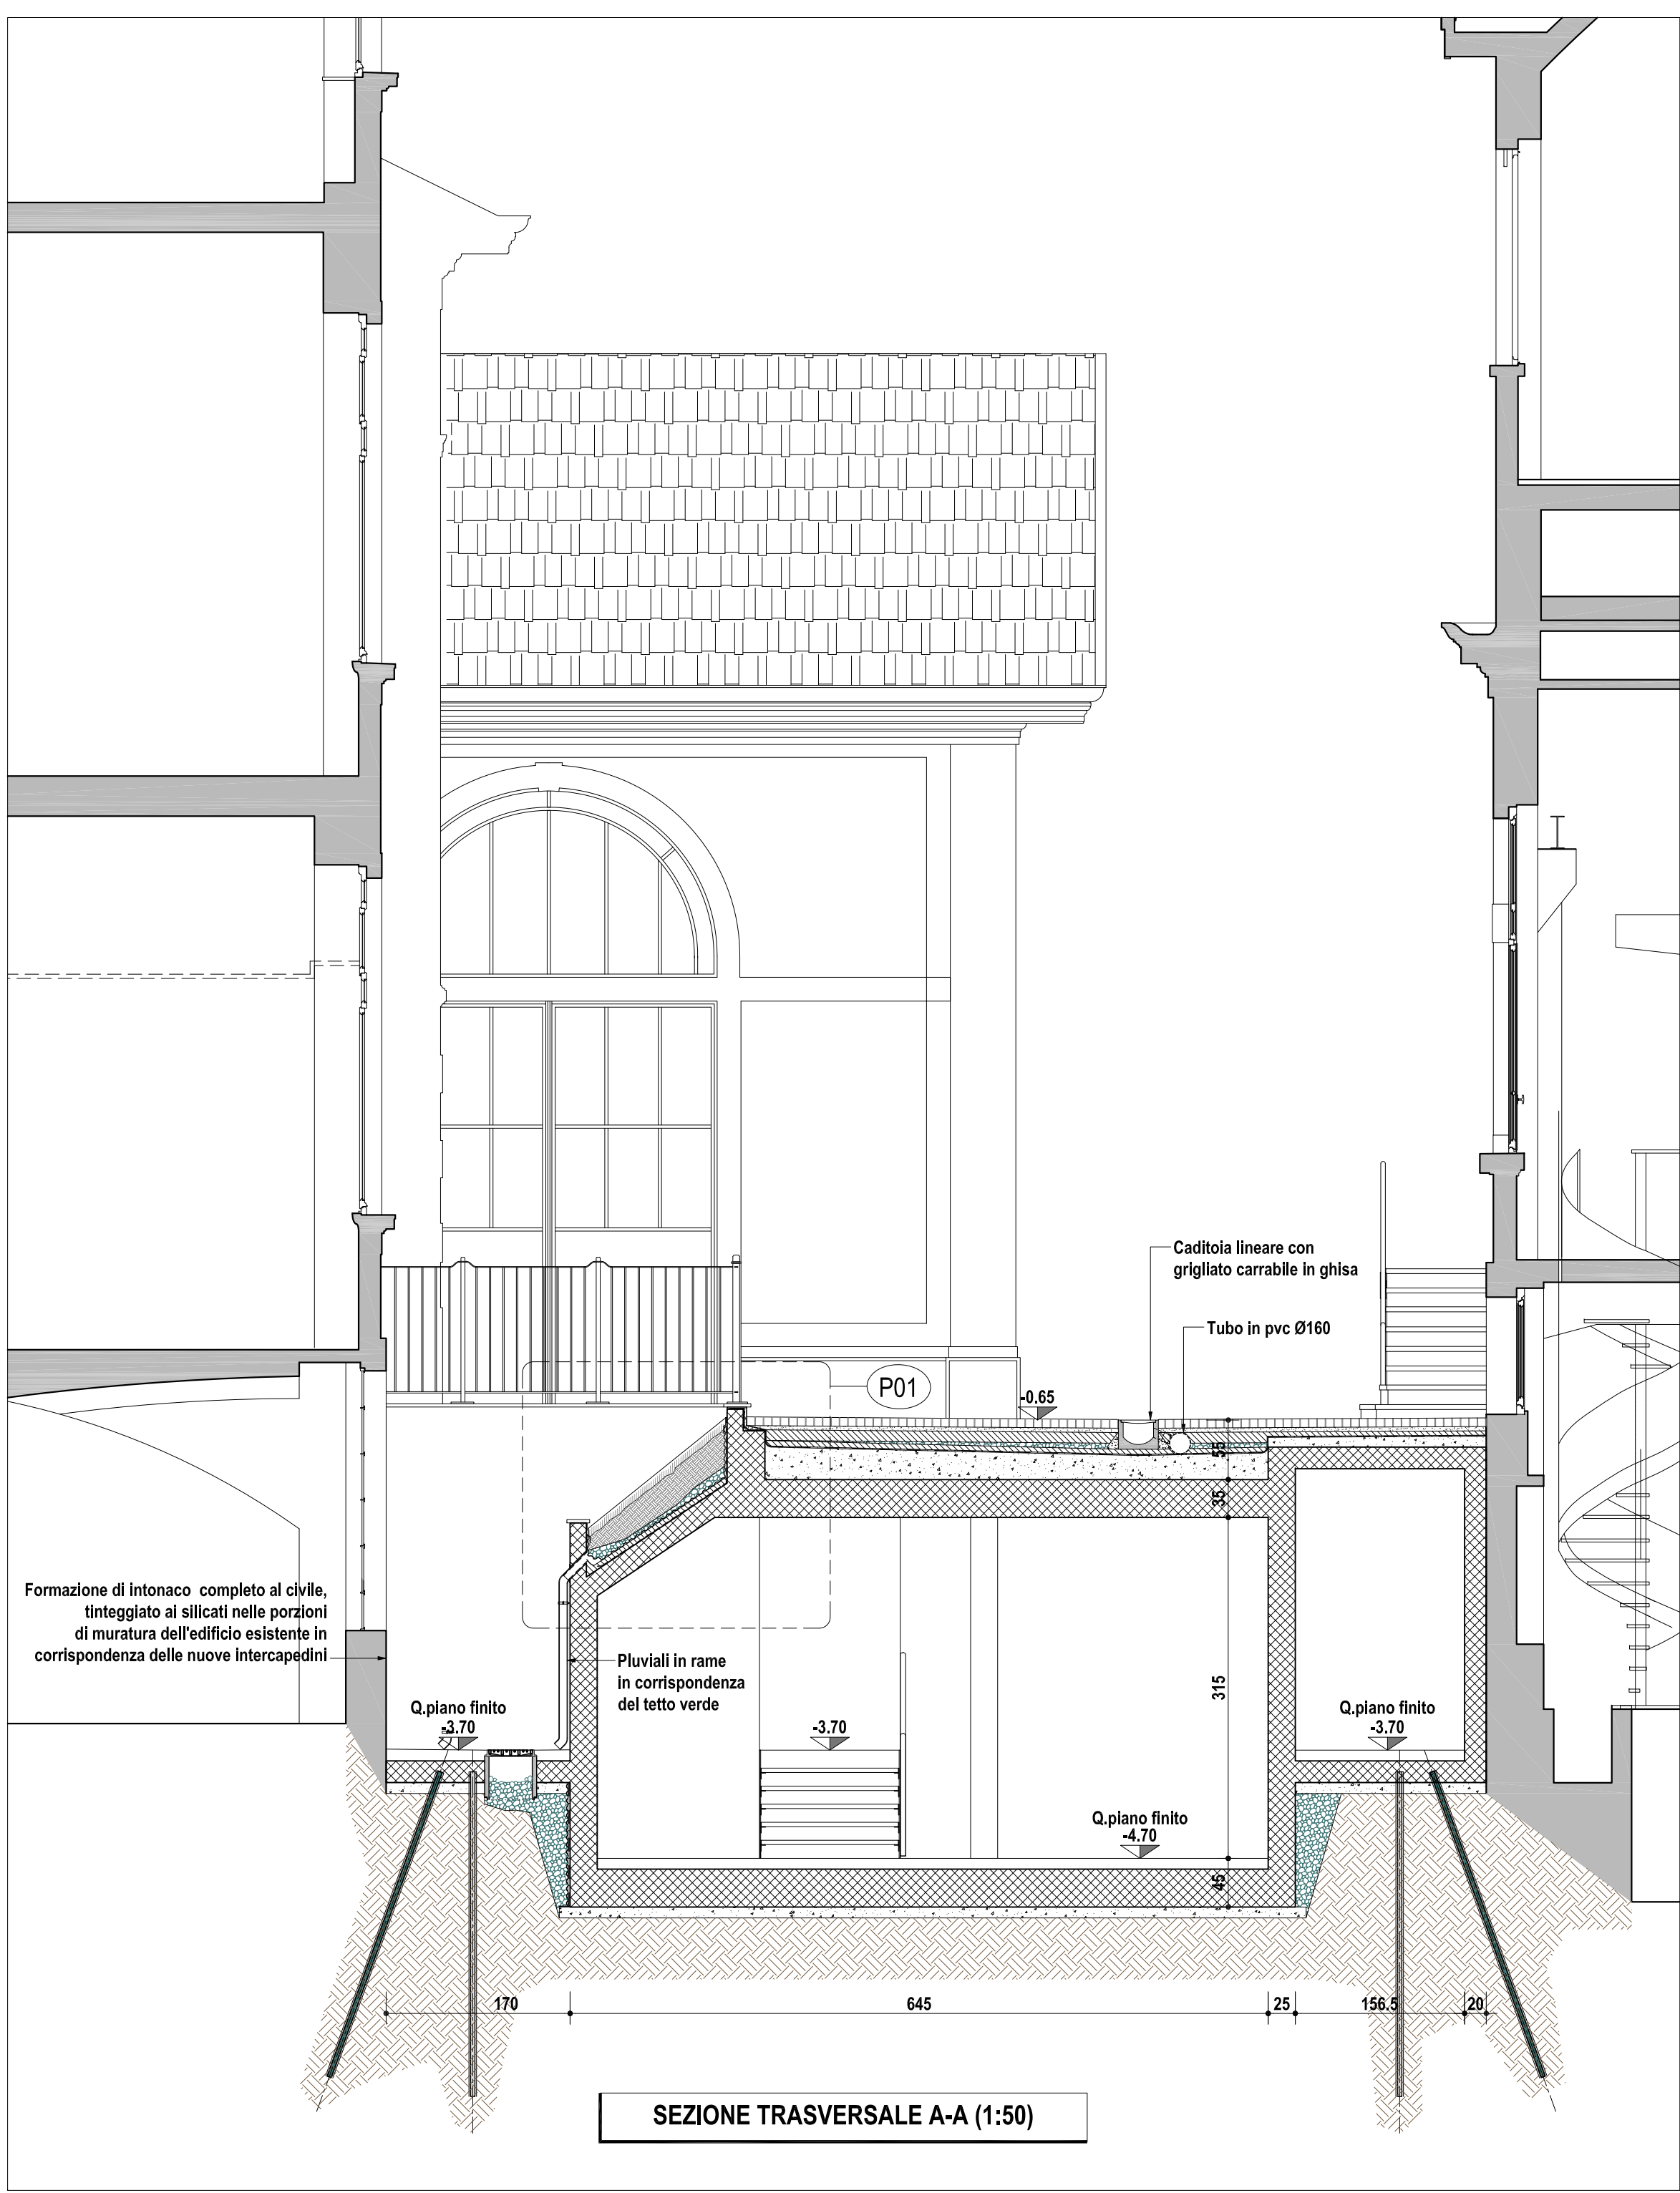 Caditoia lineare con
grigliato carrabile in ghisa
Tubo in pvc Ø160
P01
-0.65
55
35
Formazione di intonaco completo al civile,
tinteggiato ai silicati nelle porzioni
di muratura dell'edificio esistente in
corrispondenza delle nuove intercapedini
Pluviali in rame
in corrispondenza
del tetto verde
315
Q.piano finito
-3.70
-3.70
Q.piano finito
-3.70
Q.piano finito
-4.70
45
170
645
25
156.5
20
SEZIONE TRASVERSALE A-A (1:50)